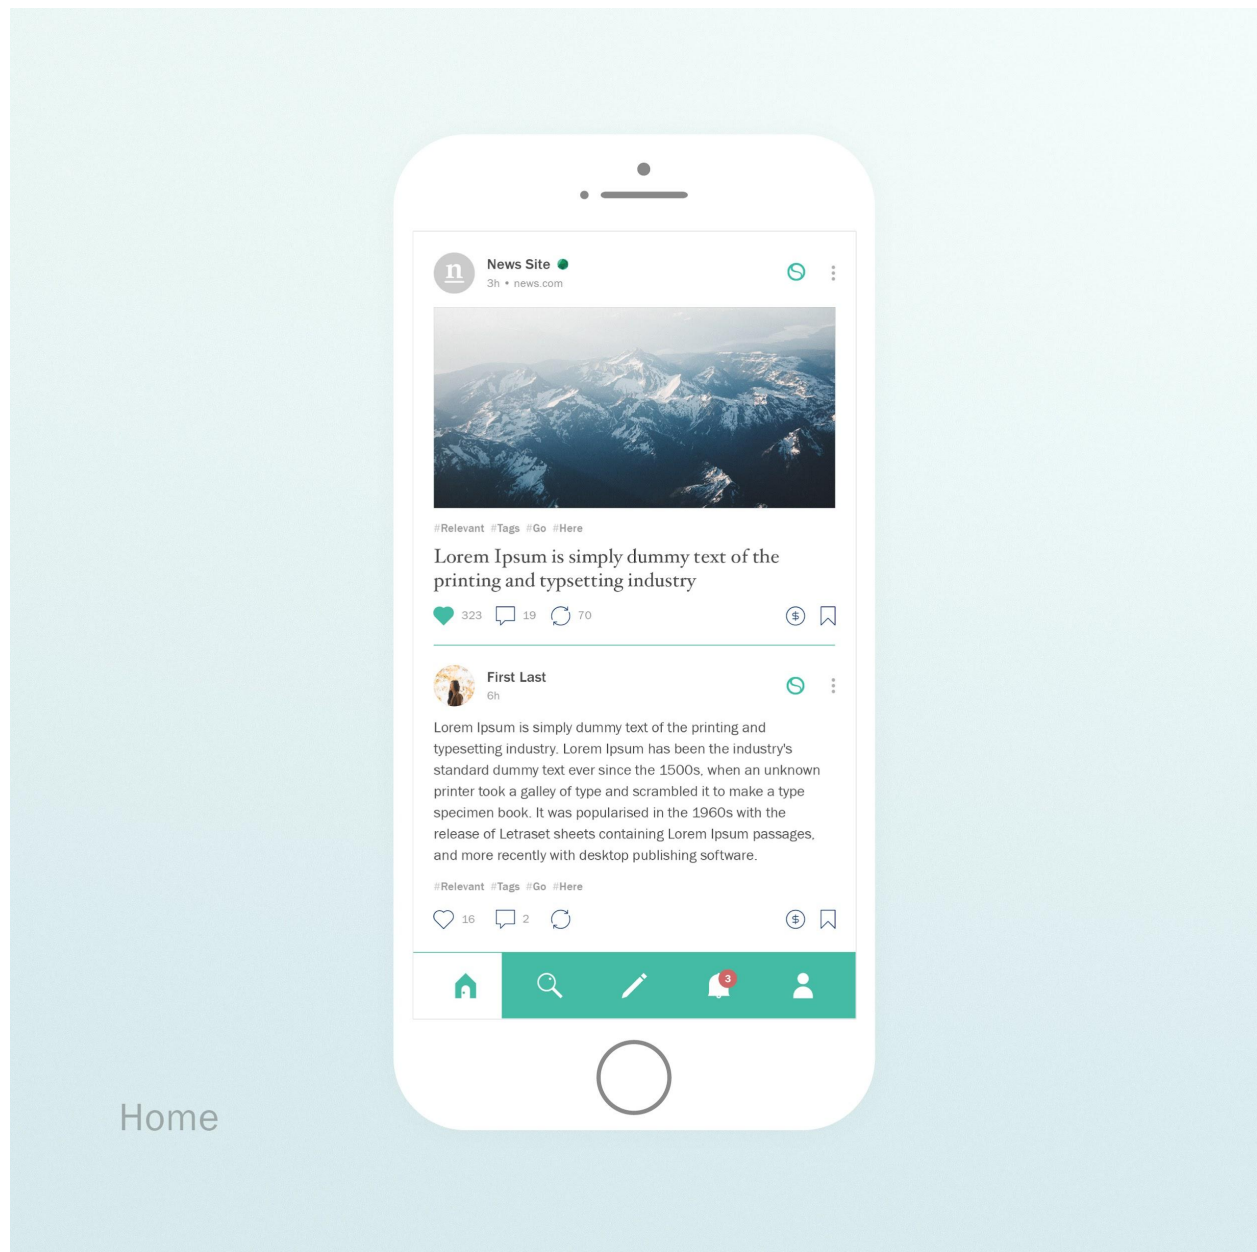 n
News Site
3h • news.com
#Relevant #Tags #Go #Here
Lorem Ipsum is simply dummy text of the
printing and typsetting industry
323 19 70
$
First Last
6h
Lorem Ipsum is simply dummy text of the printing and
typesetting industry. Lorem Ipsum has been the industry's
standard dummy text ever since the 1500s, when an unknown
printer took a galley of type and scrambled it to make a type
specimen book. It was popularised in the 1960s with the
release of Letraset sheets containing Lorem Ipsum passages,
and more recently with desktop publishing software.
#Relevant #Tags #Go #Here
16 2
$
3
Home